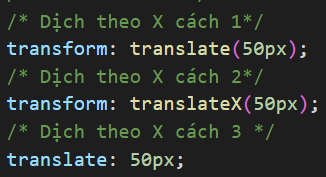 /* Dịch theo X cách 1*/
transform: translate(50px);
/* Dịch theo X cách 2*/
transform: translateX(50px);
/* Dịch theo X cách 3 */
translate: 50px;